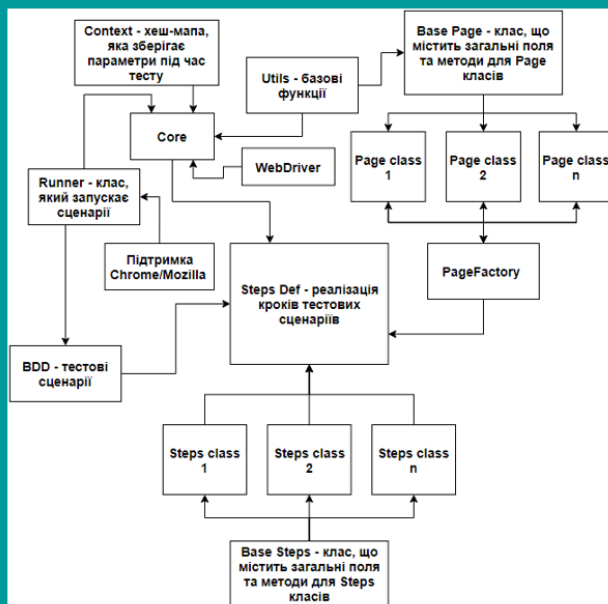 Context - хеш-мапа,
яка зберігає
параметри під час
тесту
Utils - базові
функції
Base Page - клас, що
містить загальні поля
та методи для Page
класів
Core
WebDriver
Page class
1
Page class
2
Page class
n
Runner - клас,
який запускає
сценарії
Підтримка
Chrome/Mozilla
Steps Def - реалізація
кроків тестових
сценаріїв
PageFactory
BDD - тестові
сценарії
Steps class
1
Steps class
2
Steps class
n
Base Steps - клас, що
містить загальні поля
та методи для Steps
класів